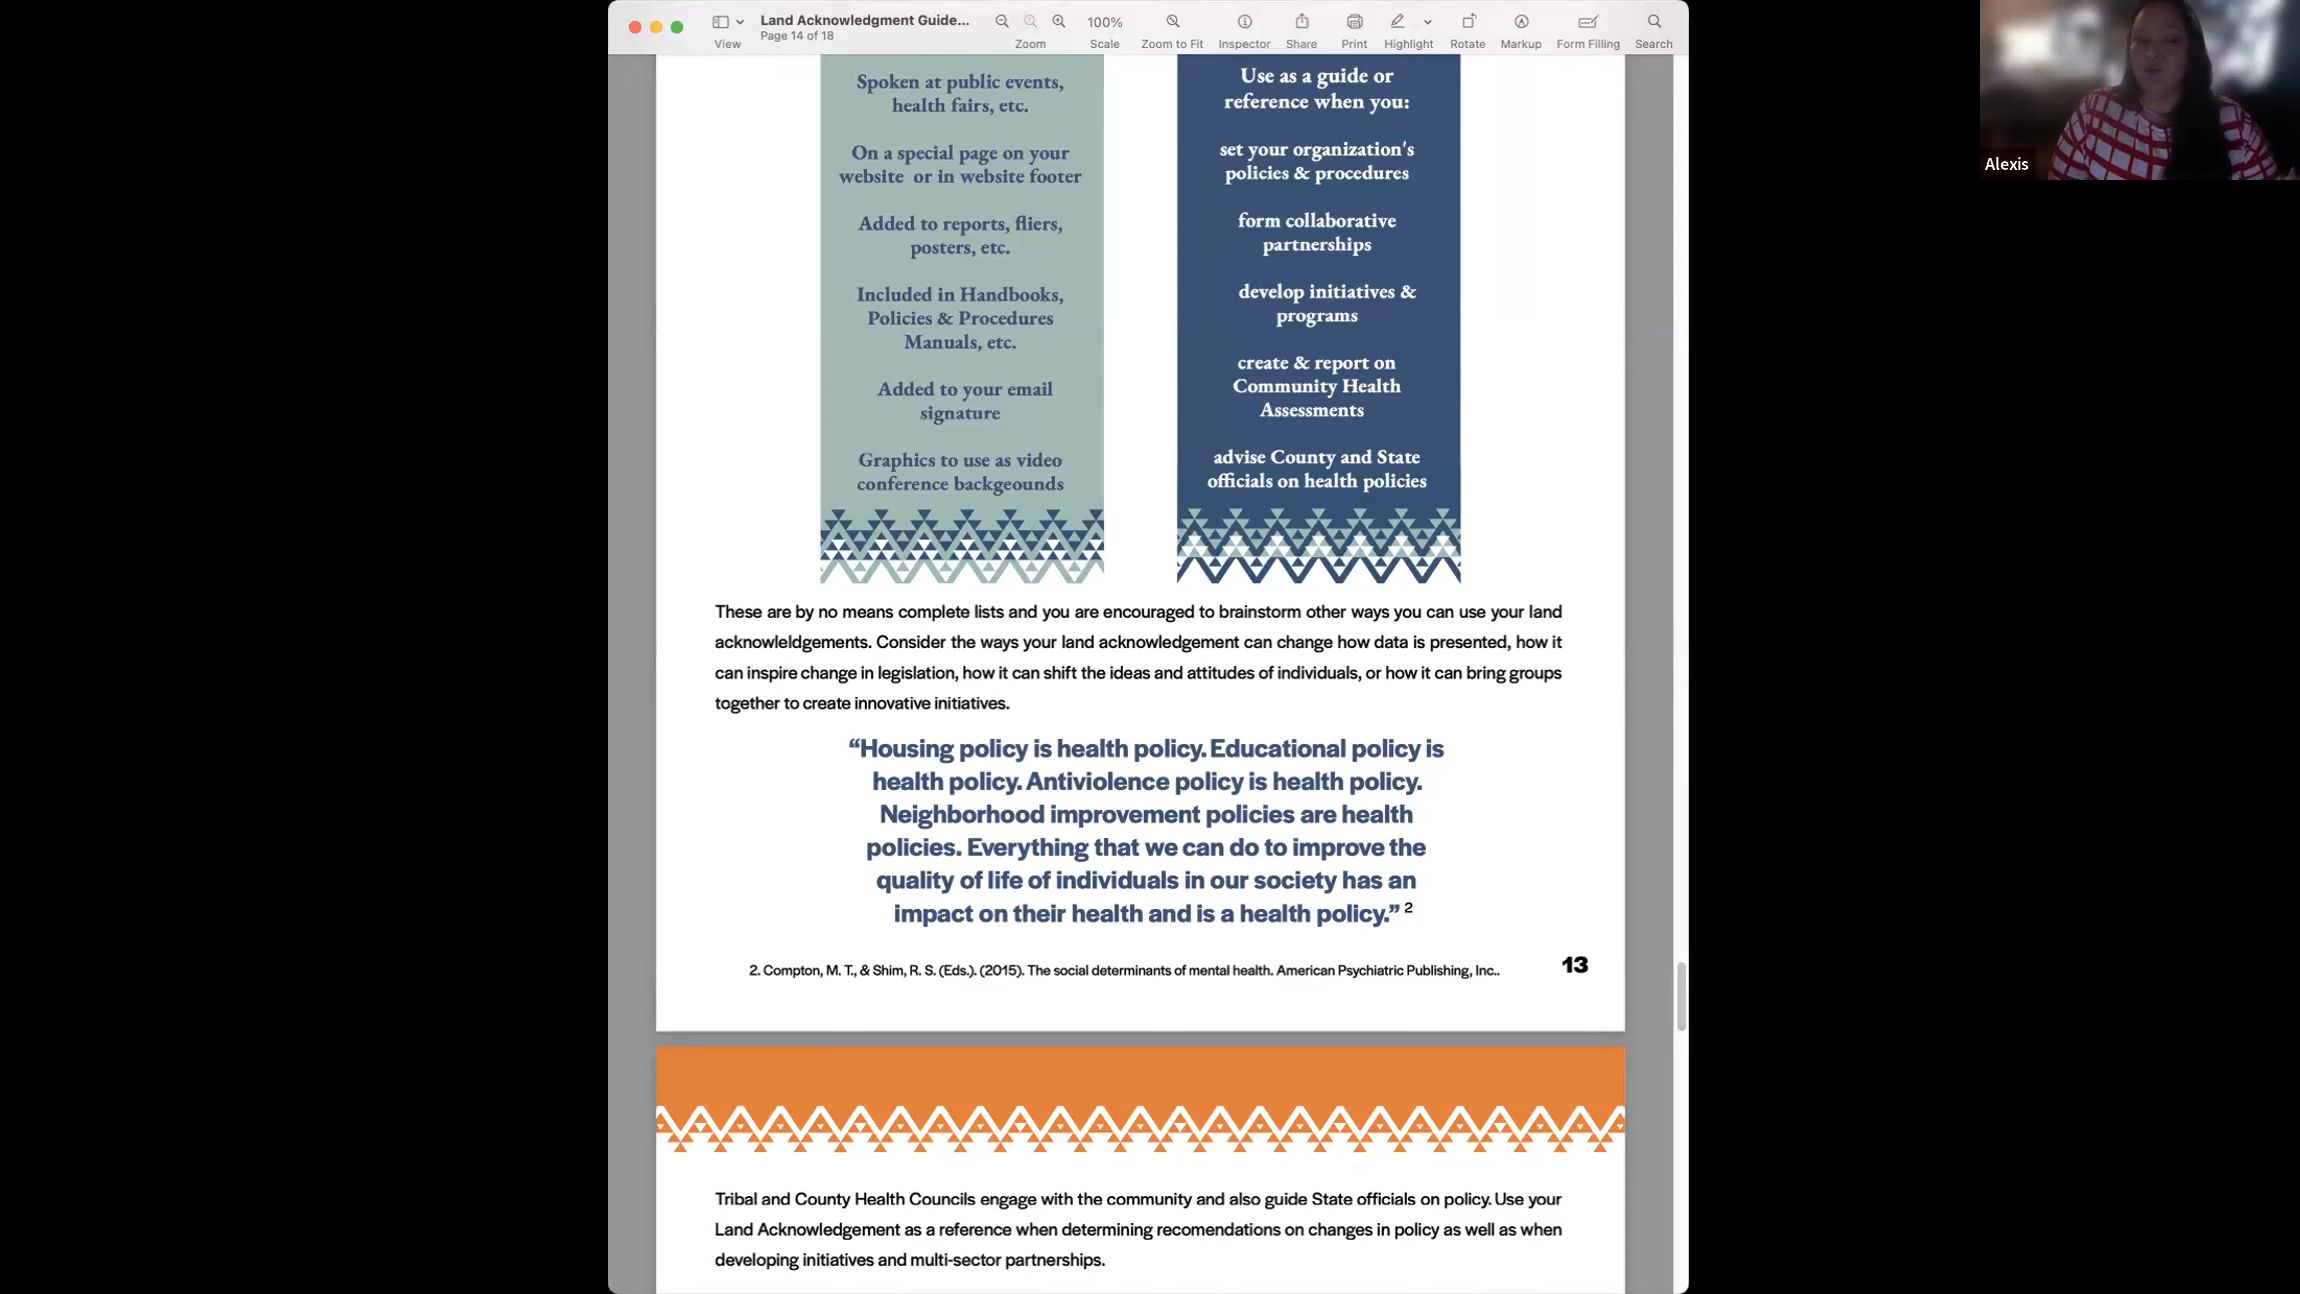 Land Acknowledgment Guide...
Page 14 of 18
View
Zoom
100%
Scale
Zoom to Fit
Inspector
Share
Print
Highlight
Rotate
Markup
Form Filling
Search
Alexis
Spoken at public events,
health fairs, etc.
On a special page on your
website or in website footer
Added to reports, fliers,
posters, etc.
Included in Handbooks,
Policies & Procedures
Manuals, etc.
Added to your email
signature
Graphics to use as video
conference backgeounds
Use as a guide or
reference when you:
set your organization's
policies & procedures
form collaborative
partnerships
develop initiatives &
programs
create & report on
Community Health
Assessments
advise County and State
officials on health policies
These are by no means complete lists and you are encouraged to brainstorm other ways you can use your land
acknowleldgements. Consider the ways your land acknowledgement can change how data is presented, how it
can inspire change in legislation, how it can shift the ideas and attitudes of individuals, or how it can bring groups
together to create innovative initiatives.
“Housing policy is health policy. Educational policy is
health policy. Antiviolence policy is health policy.
Neighborhood improvement policies are health
policies. Everything that we can do to improve the
quality of life of individuals in our society has an
impact on their health and is a health policy.” 2
2. Compton, M. T., & Shim, R. S. (Eds.). (2015). The social determinants of mental health. American Psychiatric Publishing, Inc..
13
Tribal and County Health Councils engage with the community and also guide State officials on policy. Use your
Land Acknowledgement as a reference when determining recomendations on changes in policy as well as when
developing initiatives and multi-sector partnerships.